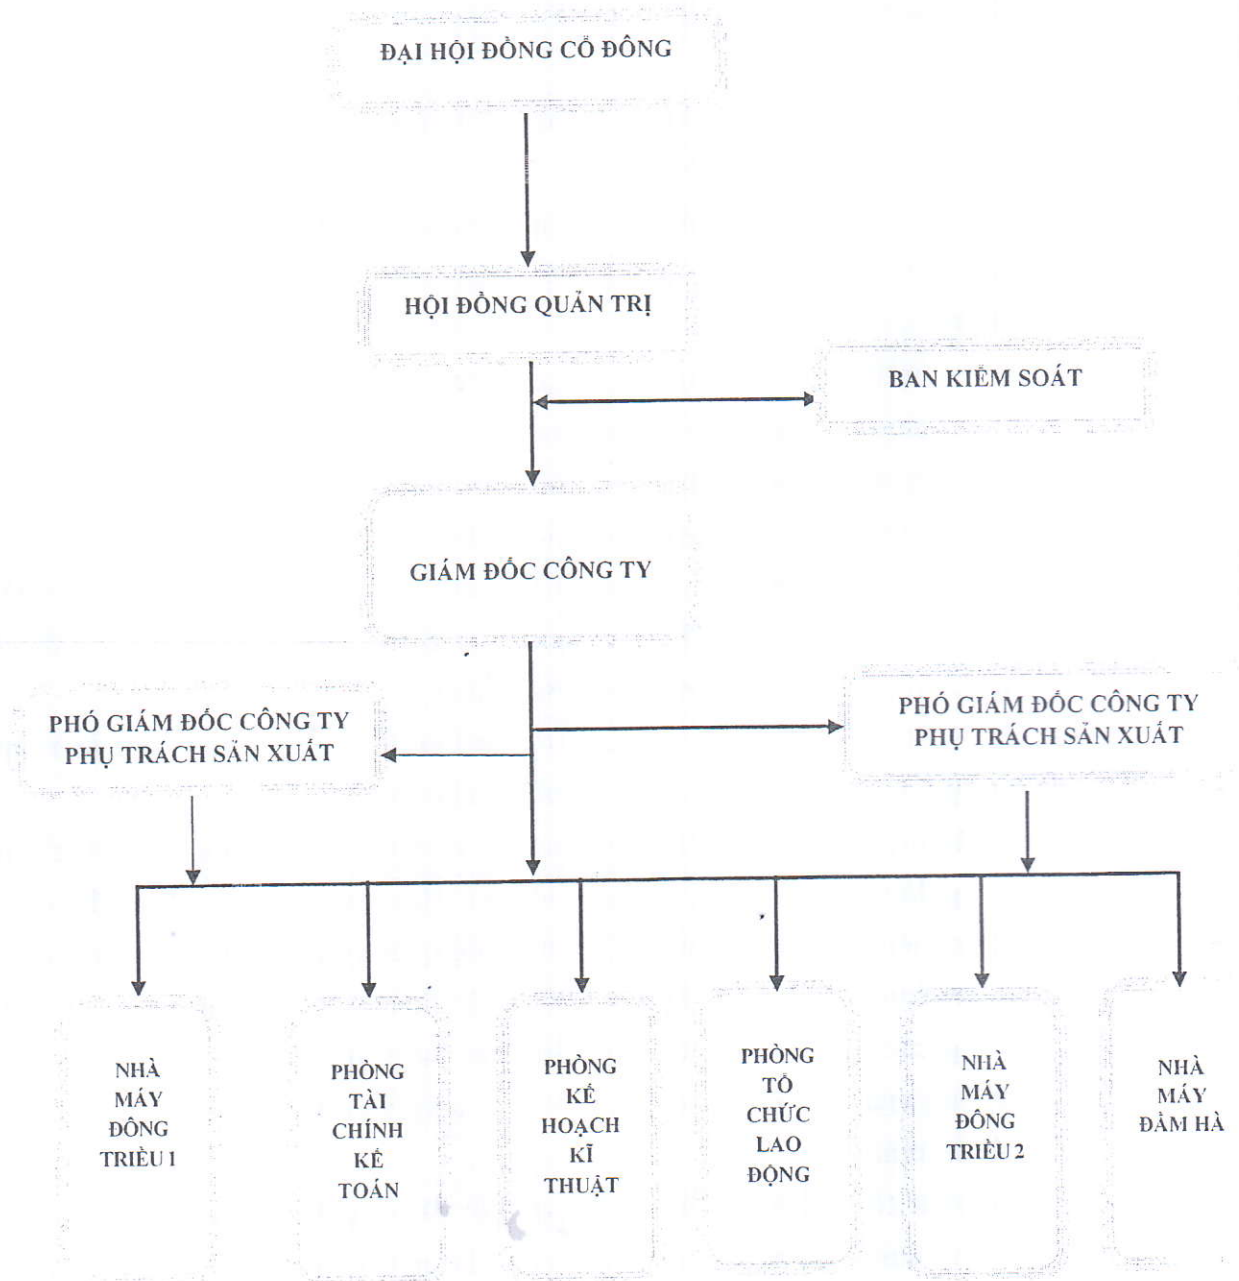 ĐẠI HỘI ĐỒNG CỔ ĐÔNG
HỘI ĐỒNG QUẢN TRỊ
BAN KIỂM SOÁT
GIÁM ĐỐC CÔNG TY
PHÓ GIÁM ĐỐC CÔNG TY
PHỤ TRÁCH SẢN XUẤT
PHÓ GIÁM ĐỐC CÔNG TY
PHỤ TRÁCH SẢN XUẤT
NHÀ
MÁY
ĐÔNG
TRIỀU 1
PHÒNG
TÀI
CHÍNH
KẾ
TOÁN
PHÒNG
KẾ
HOẠCH
KĨ
THUẬT
PHÒNG
TỔ
CHỨC
LAO
ĐỘNG
NHÀ
MÁY
ĐÔNG
TRIỀU 2
NHÀ
MÁY
ĐẦM HÀ